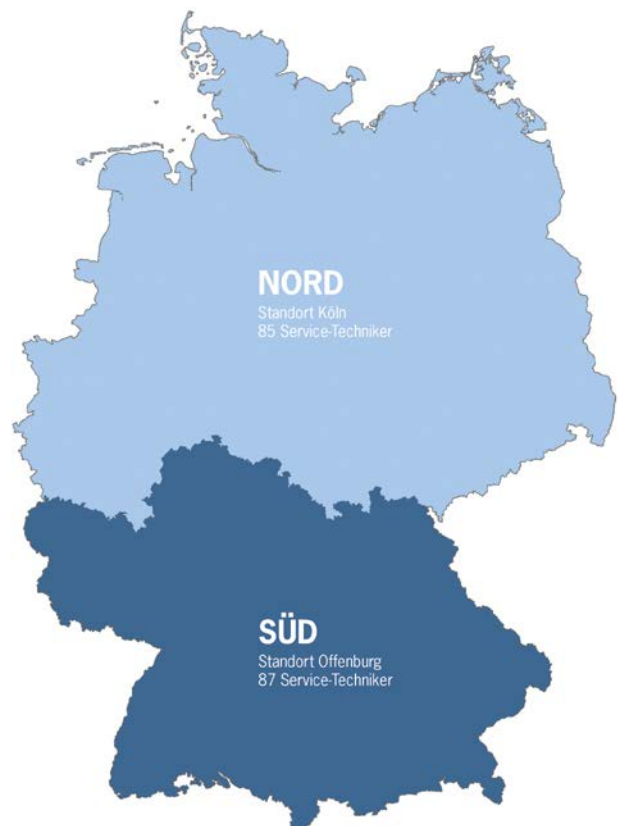 NORD
Standort Köln
85 Service-Techniker
SÜD
Standort Offenburg
87 Service-Techniker